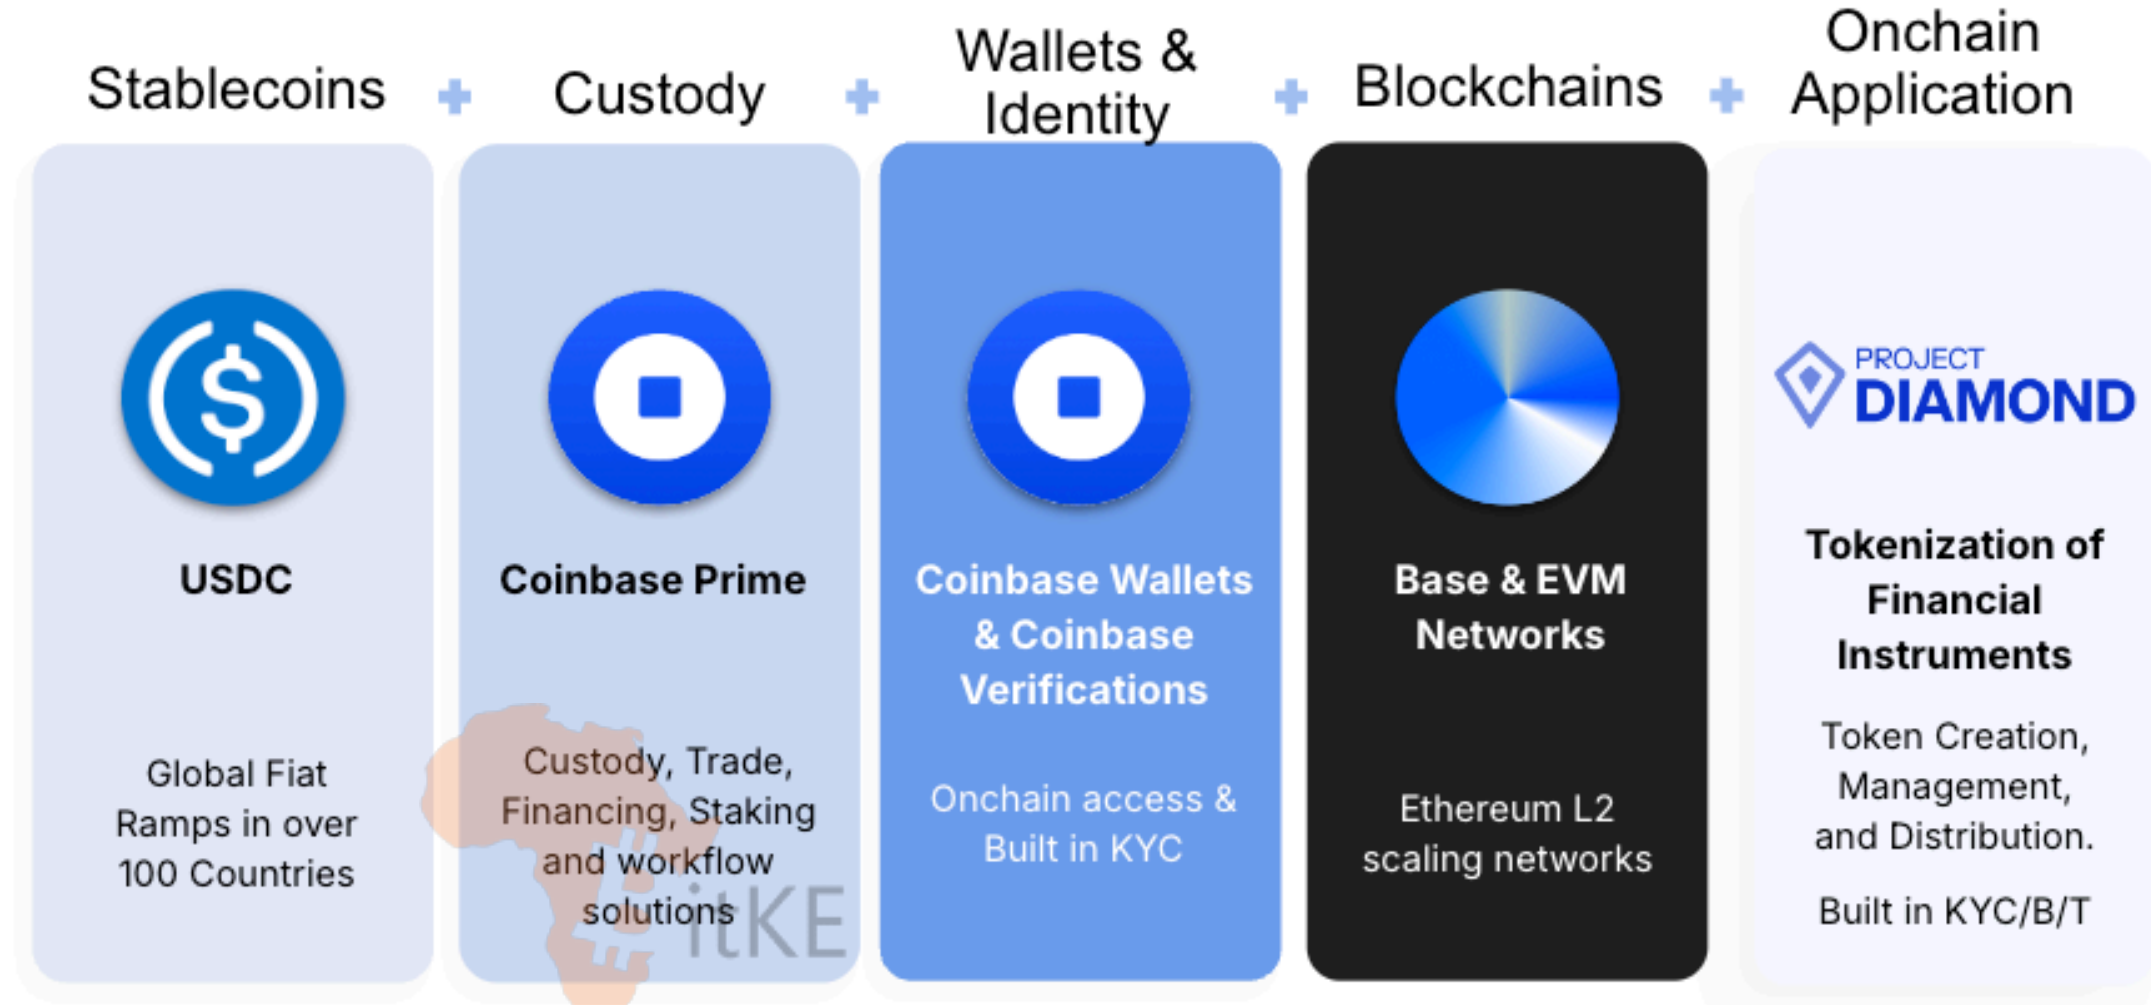 Stablecoins
Custody
Wallets &
Identity
Blockchains
Onchain
Application
USDC
Global Fiat
Ramps in over
100 Countries
Coinbase Prime
Custody, Trade,
Financing, Staking
and workflow
solutions
Coinbase Wallets
& Coinbase
Verifications
Onchain access &
Built in KYC
Base & EVM
Networks
Ethereum L2
scaling networks
PROJECT
DIAMOND
Tokenization of
Financial
Instruments
Token Creation,
Management,
and Distribution.
Built in KYC/B/T
BitKE